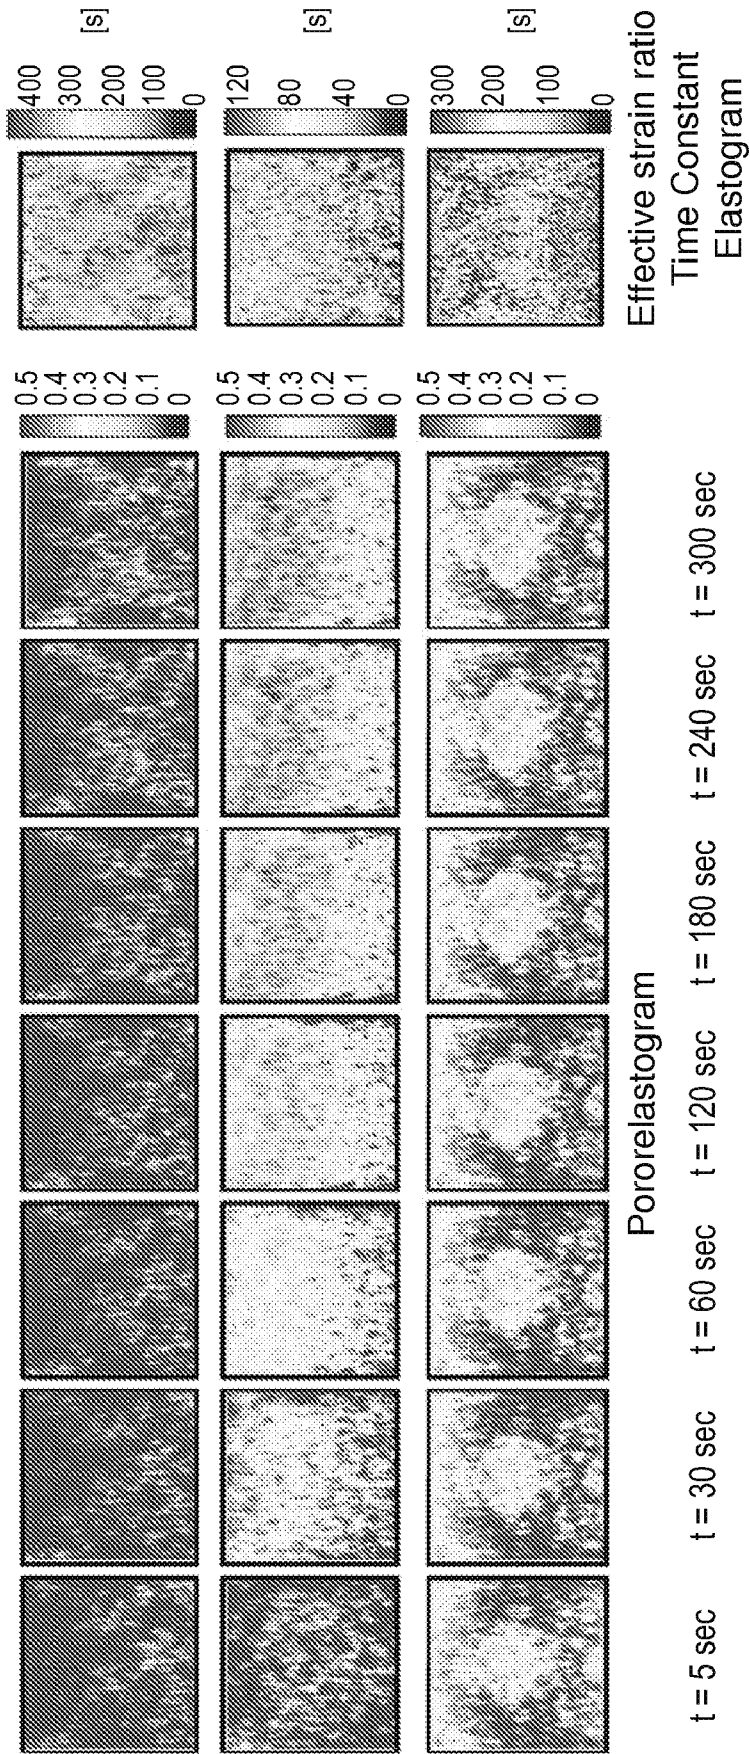 0.5
0.4
0.3
0.2
0.1
0
400
300
200
100
0
[s]
0.5
0.4
0.3
0.2
0.1
0
120
80
40
0
[s]
0.5
0.4
0.3
0.2
0.1
0
300
200
100
0
[s]
Pororelastogram
Effective strain ratio
Time Constant
Elastogram
t = 5 sec
t = 30 sec
t = 60 sec
t = 120 sec
t = 180 sec
t = 240 sec
t = 300 sec